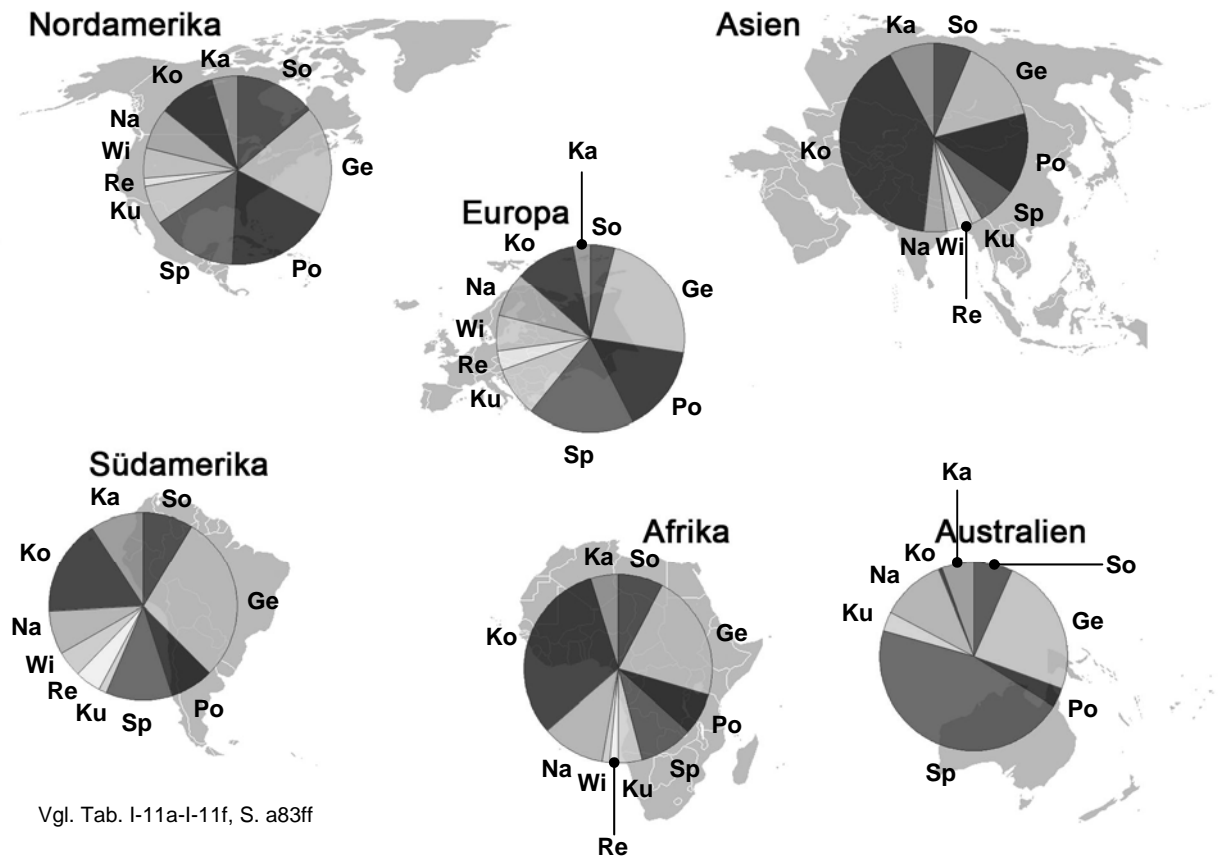 Nordamerika
Ka
So
Ko
Na
Wi
Re
Ku
Sp
Po
Ge
Asien
Ka
So
Ge
Ko
Po
Sp
Na
Wi
Ku
Re
Europa
Ka
Ko
So
Na
Ge
Wi
Re
Ku
Po
Sp
Südamerika
Ka
So
Ko
Ge
Na
Wi
Re
Ku
Sp
Po
Afrika
Ka
So
Ko
Ge
Po
Na
Wi
Ku
Sp
Re
Australien
Ka
Ko
So
Na
Ku
Ge
Po
Sp
Vgl. Tab. I-11a-I-11f, S. a83ff